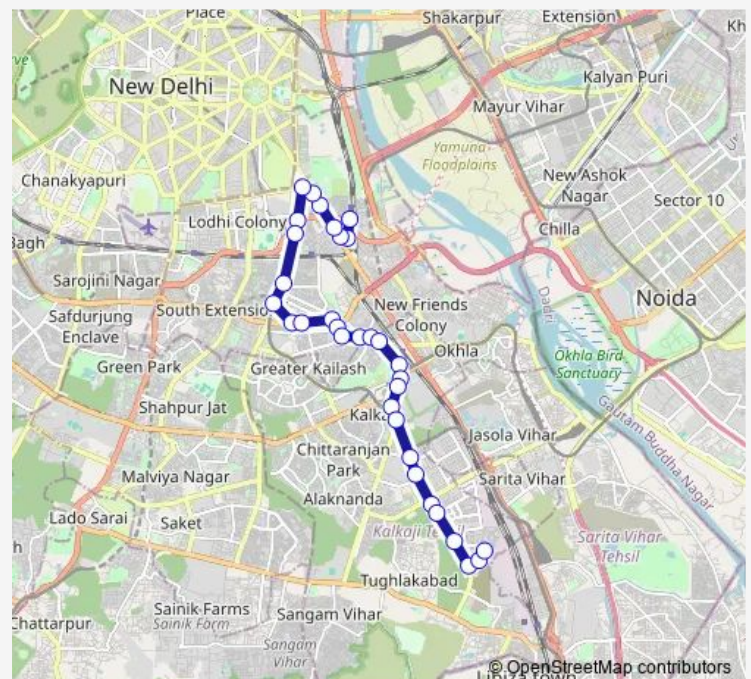 Place
Shakarpur
Extension
Kh
New Delhi
Kalyan Puri
Mayur Vihar
Yamuna
Floodplains
Chanakyapuri
New Ashok
Nagar
Sector 10
Lodhi Colony
Chilla
Bagh
Sarojini Nagar
Dadri
Noida
South Extensio
New Friends
Colony
Safdurjung
Enclave
Okhla
Okhla Bird
Sanctuary
Green Park
Greater Kailash
Shahpur Jat
Kalka
Gautam Buddha Nagar
Jasola Vihar
Chittaranjan
Park
Malviya Nagar
Sarita Vihar
Alaknanda
Lado Sarai
Saket
Kalkaji Te
Sarita Vihar
Tehsil
Tughlakabad
Sainik Farms
Sainik Farm
Sangam Vihar
Chattarpur
Sangam
Vihar
© OpenStreetMap contributors